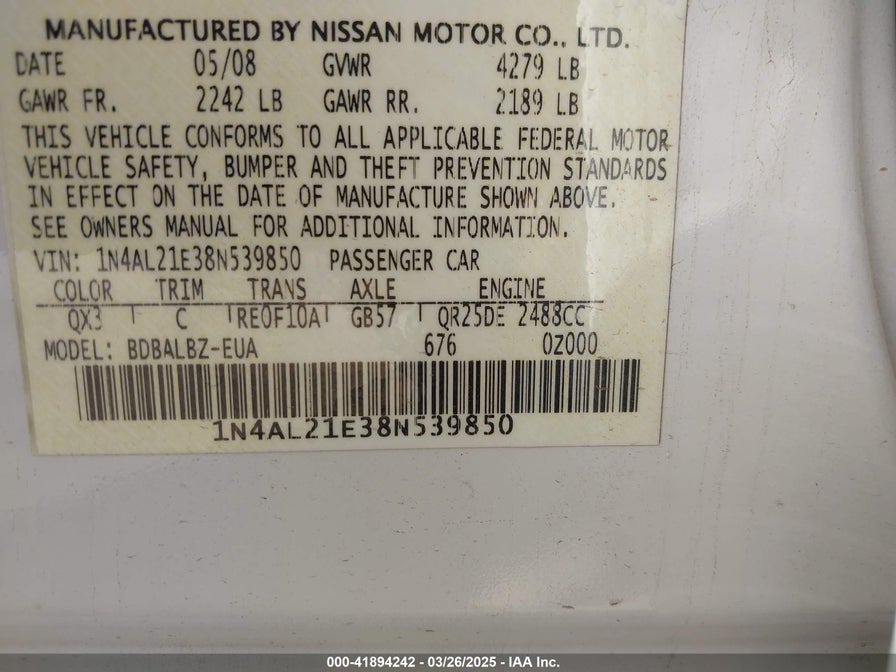 MANUFACTURED BY NISSAN MOTOR CO., LTD.
DATE 05/08 GVWR 4279 LB
GAWR FR. 2242 LB GAWR RR. 2189 LB
THIS VEHICLE CONFORMS TO ALL APPLICABLE FEDERAL MOTOR
VEHICLE SAFETY, BUMPER AND THEFT PREVENTION STANDARDS
IN EFFECT ON THE DATE OF MANUFACTURE SHOWN ABOVE.
SEE OWNERS MANUAL FOR ADDITIONAL INFORMATION.
VIN: 1N4AL21E38N539850 PASSENGER CAR
COLOR TRIM TRANS AXLE ENGINE
QX3 C RE0F10A GB57 QR25DE 2488CC
MODEL: BDBALBZ-EUA 676 0Z000
1N4AL21E38N539850
000-41894242 - 03/26/2025 - IAA Inc.